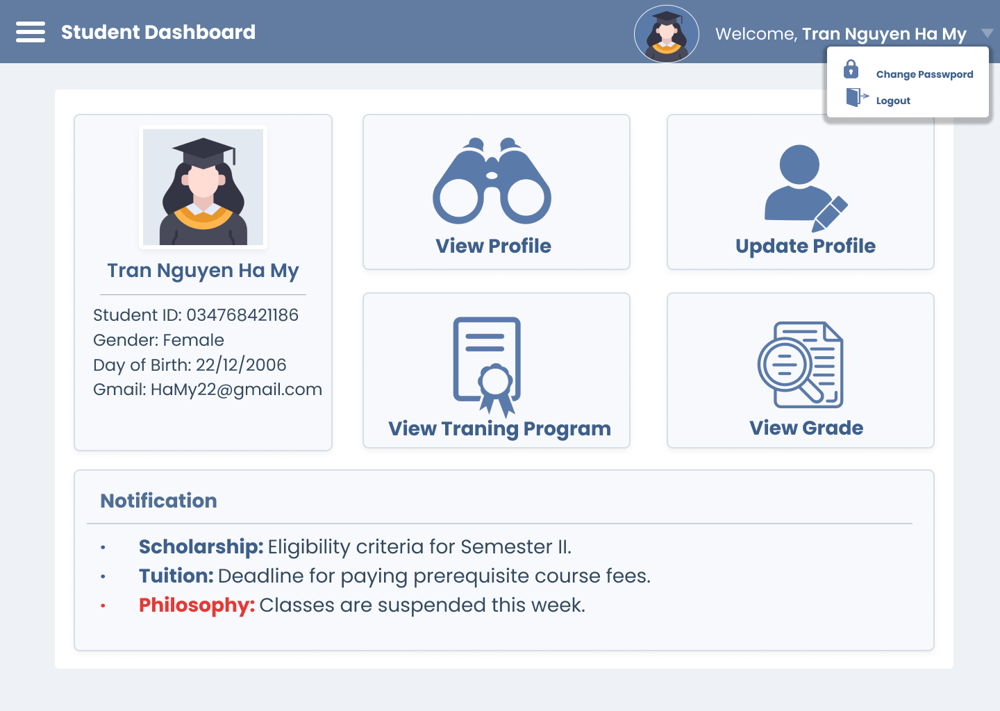 Student Dashboard
Welcome, Tran Nguyen Ha My
Change Passwpord
Logout
Tran Nguyen Ha My
Student ID: 034768421186
Gender: Female
Day of Birth: 22/12/2006
Gmail: HaMy22@gmail.com
View Profile
Update Profile
View Traning Program
View Grade
Notification
• Scholarship: Eligibility criteria for Semester II.
• Tuition: Deadline for paying prerequisite course fees.
• Philosophy: Classes are suspended this week.